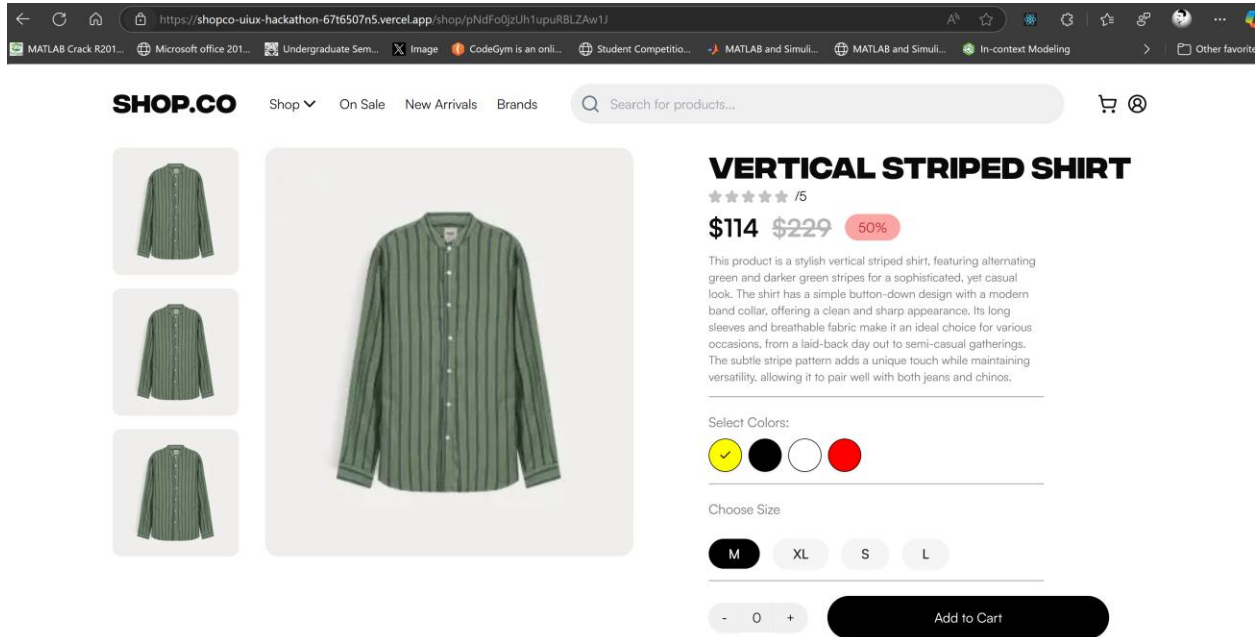 https://shopco-uiux-hackathon-67t6507n5.vercel.app/shop/pNdFo0jzUh1upuRBLZAw1J
MATLAB Crack R201... Microsoft office 201... Undergraduate Sem... Image CodeGym is an onli... Student Competitio... MATLAB and Simuli... MATLAB and Simuli... In-context Modeling Other favorite
SHOP.CO Shop On Sale New Arrivals Brands Search for products...
VERTICAL STRIPED SHIRT
/5
$114 $229 50%
This product is a stylish vertical striped shirt, featuring alternating
green and darker green stripes for a sophisticated, yet casual
look. The shirt has a simple button-down design with a modern
band collar, offering a clean and sharp appearance. Its long
sleeves and breathable fabric make it an ideal choice for various
occasions, from a laid-back day out to semi-casual gatherings.
The subtle stripe pattern adds a unique touch while maintaining
versatility, allowing it to pair well with both jeans and chinos.
Select Colors:
Choose Size
M XL S L
- 0 + Add to Cart